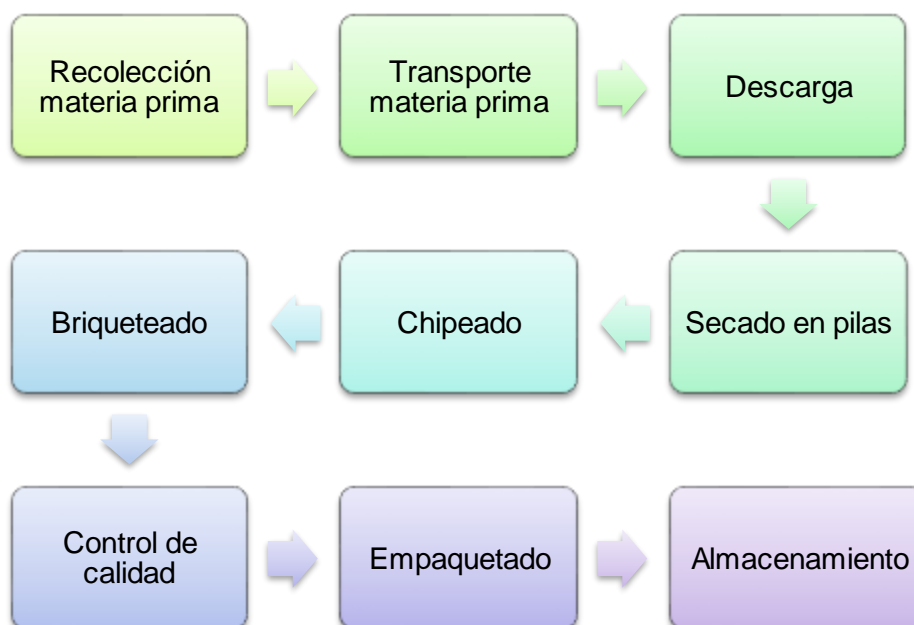 Recolección
materia prima
Transporte
materia prima
Descarga
Secado en pilas
Chipeado
Briqueteado
Control de
calidad
Empaquetado
Almacenamiento